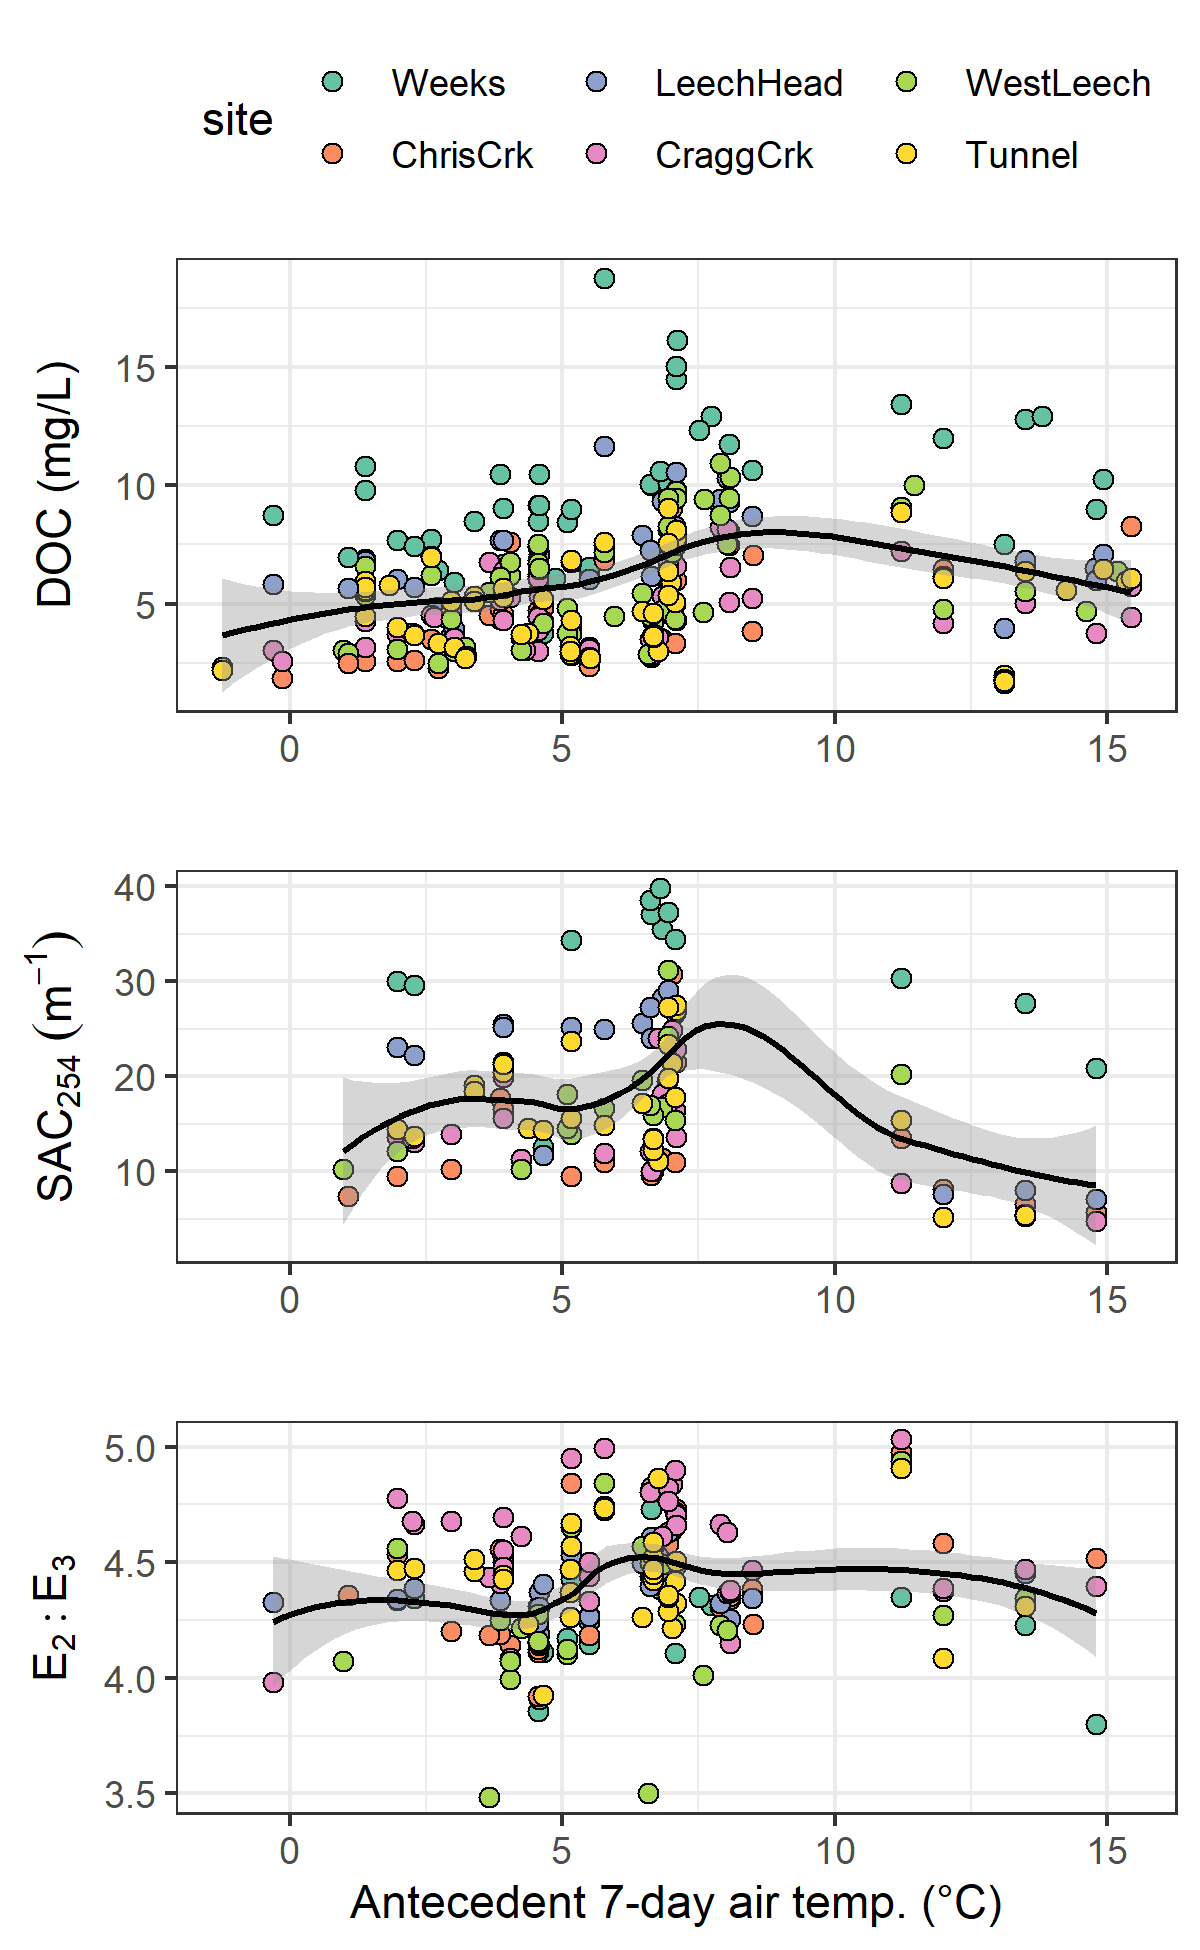 site
Weeks LeechHead WestLeech
ChrisCrk CraggCrk Tunnel
DOC (mg/L)
15
10
5
0 5 10 15
SAC₂₅₄ (m⁻¹)
40
30
20
10
0 5 10 15
E₂ : E₃
5.0
4.5
4.0
3.5
0 5 10 15
Antecedent 7-day air temp. (°C)